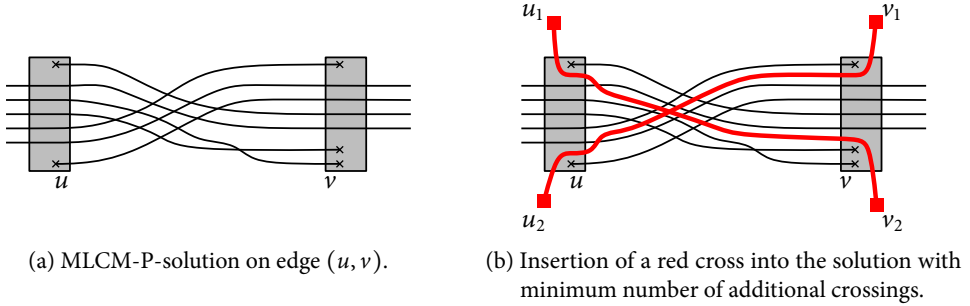 u₁
v₁
u
v
u
v
u₂
v₂
(a) MLCM-P-solution on edge (u, v).
(b) Insertion of a red cross into the solution with
minimum number of additional crossings.